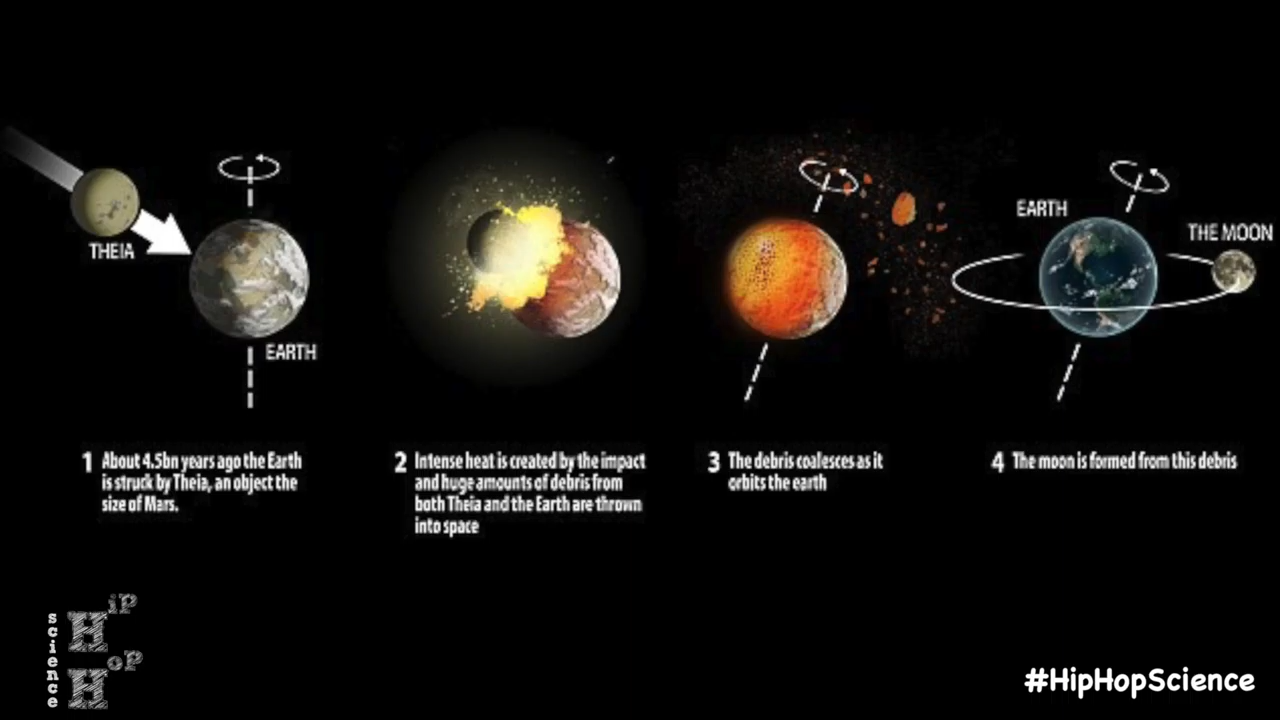 THEIA
EARTH
EARTH
THE MOON
1 About 4.5bn years ago the Earth
is struck by Theia, an object the
size of Mars.
2 Intense heat is created by the impact
and huge amounts of debris from
both Theia and the Earth are thrown
into space
3 The debris coalesces as it
orbits the earth
4 The moon is formed from this debris
science
HiP
HoP
#HipHopScience